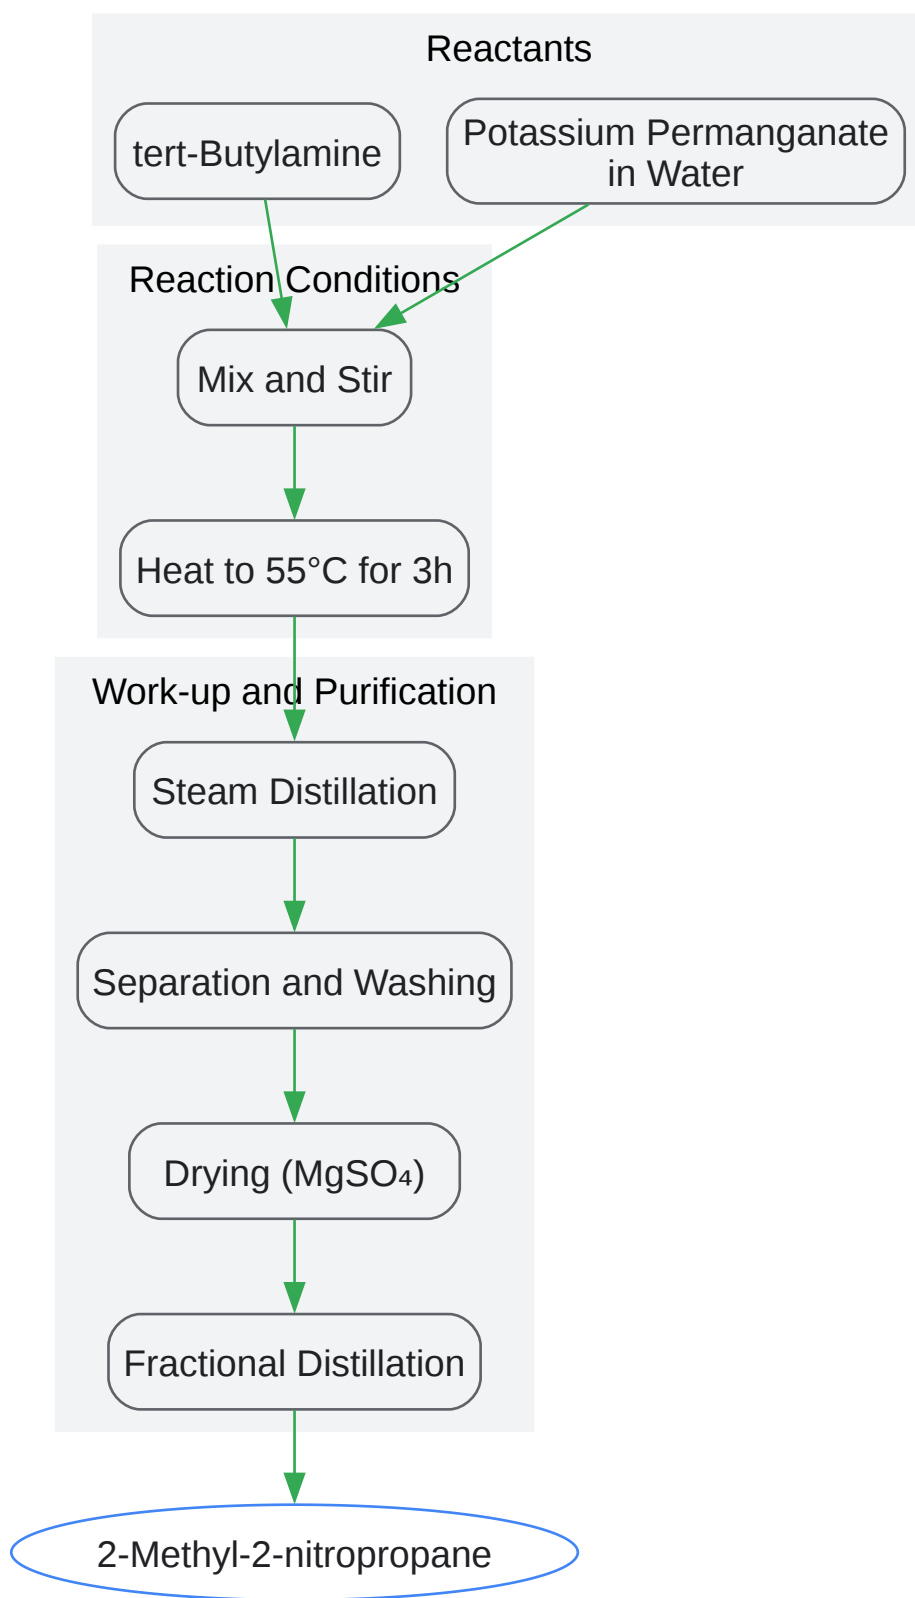 Reactants
tert-Butylamine
Potassium Permanganate
in Water
Reaction Conditions
Mix and Stir
Heat to 55°C for 3h
Work-up and Purification
Steam Distillation
Separation and Washing
Drying (MgSO₄)
Fractional Distillation
2-Methyl-2-nitropropane